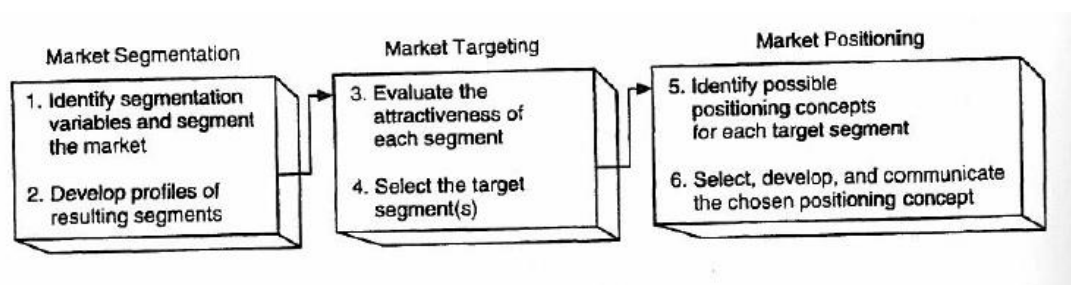 Market Segmentation
1. Identify segmentation
variables and segment
the market
2. Develop profiles of
resulting segments
Market Targeting
3. Evaluate the
attractiveness of
each segment
4. Select the target
segment(s)
Market Positioning
5. Identify possible
positioning concepts
for each target segment
6. Select, develop, and communicate
the chosen positioning concept